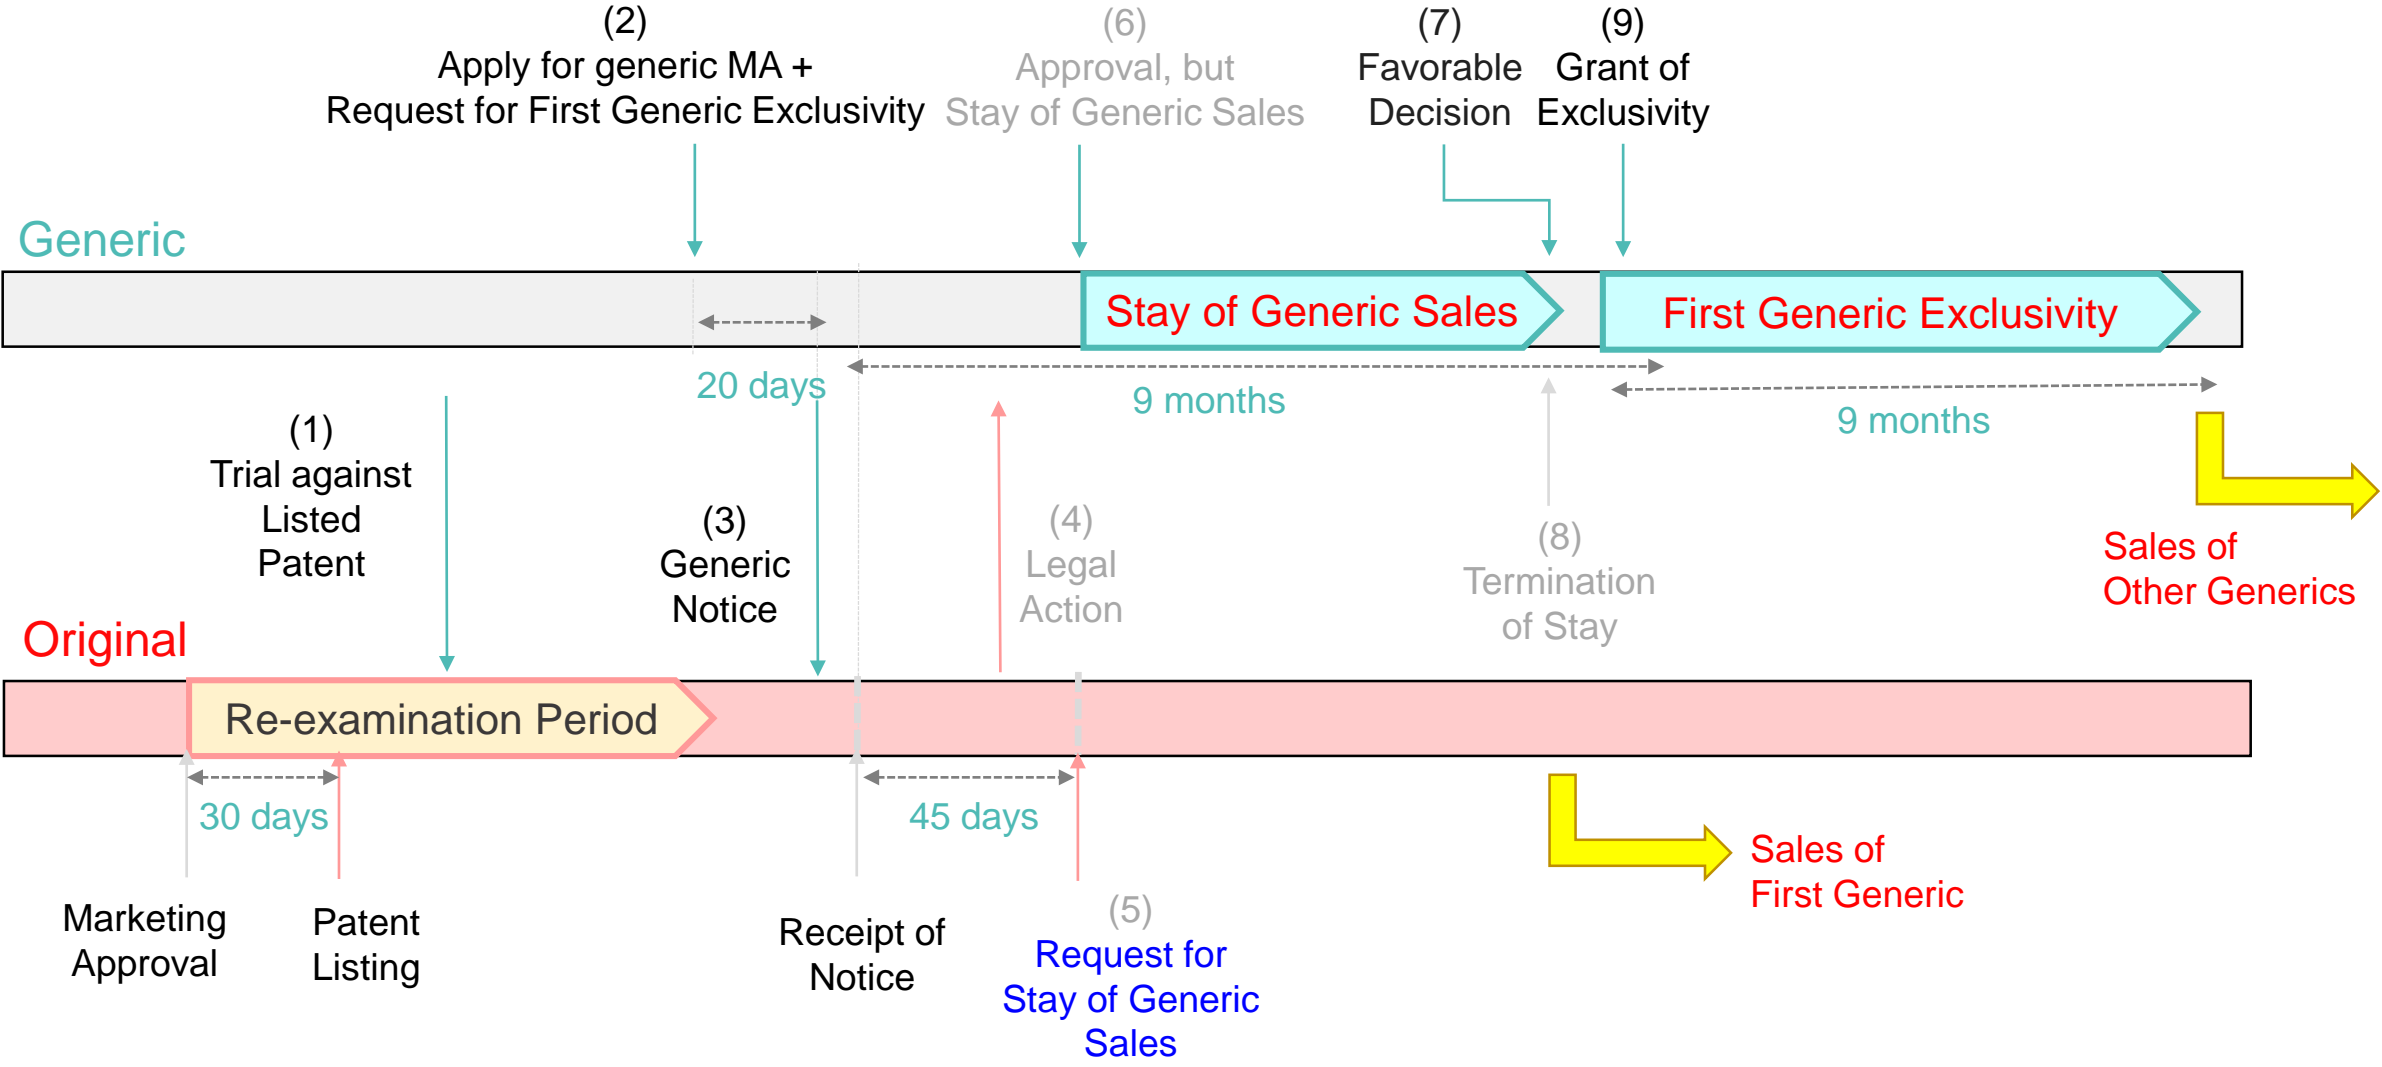 (2)
Apply for generic MA +
Request for First Generic Exclusivity
(6)
Approval, but
Stay of Generic Sales
(7)
Favorable
Decision
(9)
Grant of
Exclusivity
Generic
Stay of Generic Sales
First Generic Exclusivity
20 days
9 months
9 months
(1)
Trial against
Listed
Patent
(3)
Generic
Notice
(4)
Legal
Action
(8)
Termination
of Stay
Sales of
Other Generics
Original
Re-examination Period
30 days
45 days
Sales of
First Generic
Marketing
Approval
Patent
Listing
Receipt of
Notice
(5)
Request for
Stay of Generic
Sales